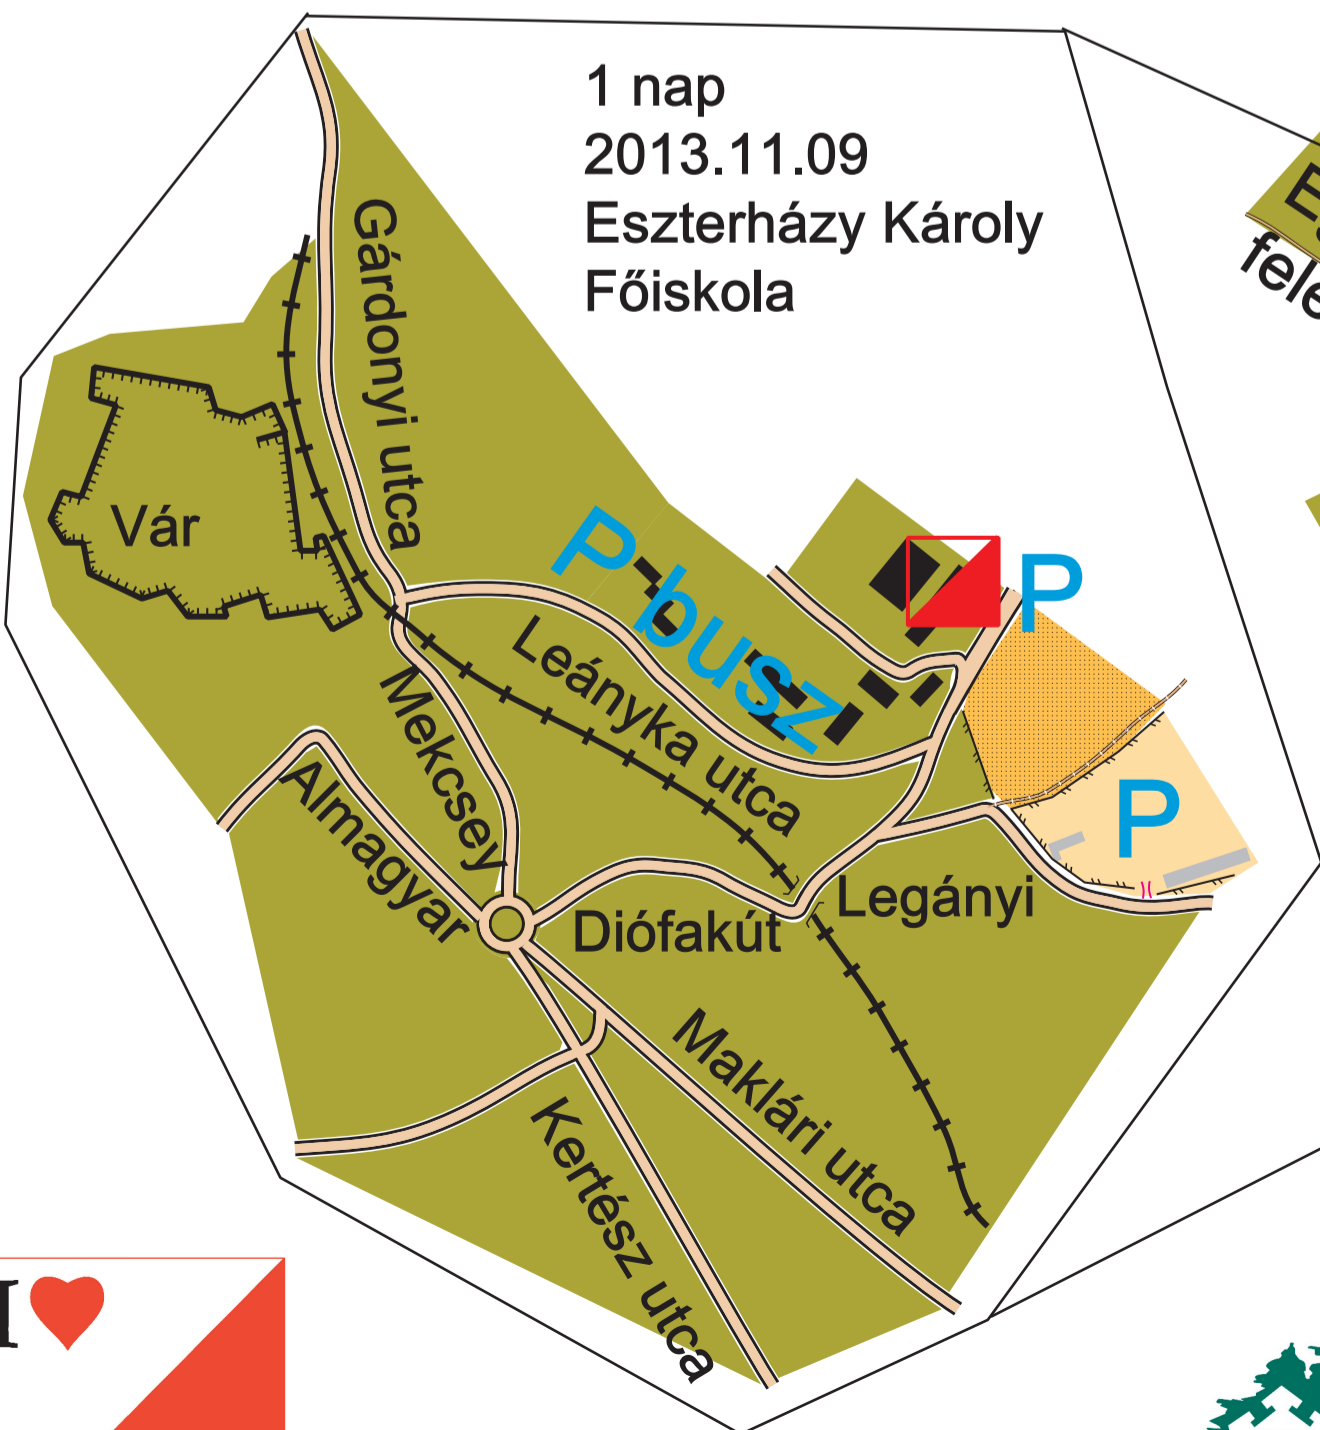 1 nap
2013.11.09
Eszterházy Károly
Főiskola
Gárdonyi utca
Vár
P busz
P
Leányka utca
Mekcsey
Almagyar
P
Legányi
Diófakút
Maklári utca
Kertész utca
I